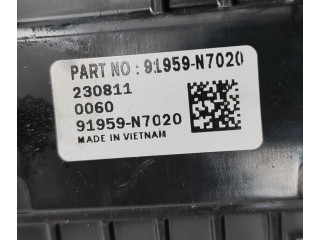 PART NO : 91959-N7020
230811
0060
91959-N7020
MADE IN VIETNAM